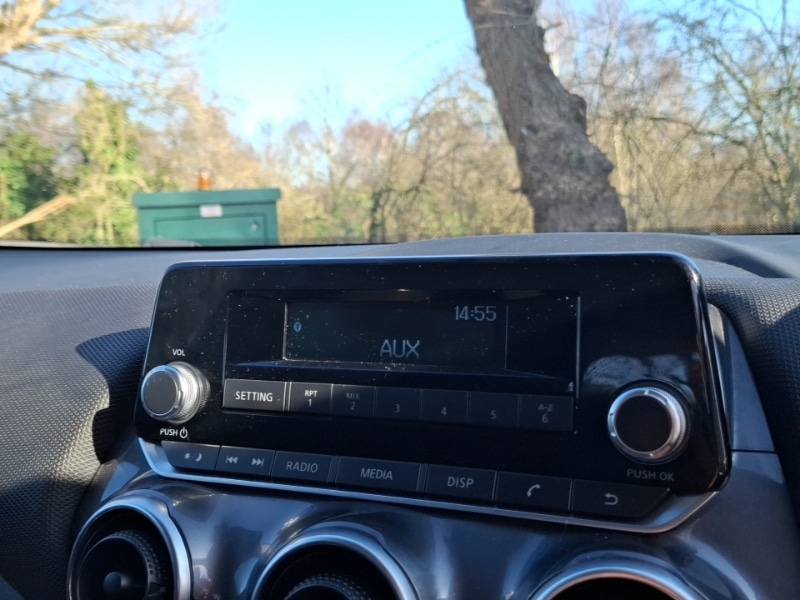 14:55
AUX
VOL
PUSH
SETTING
RPT
1
MIX
2
3
4
5
A-Z
6
RADIO
MEDIA
DISP
PUSH OK